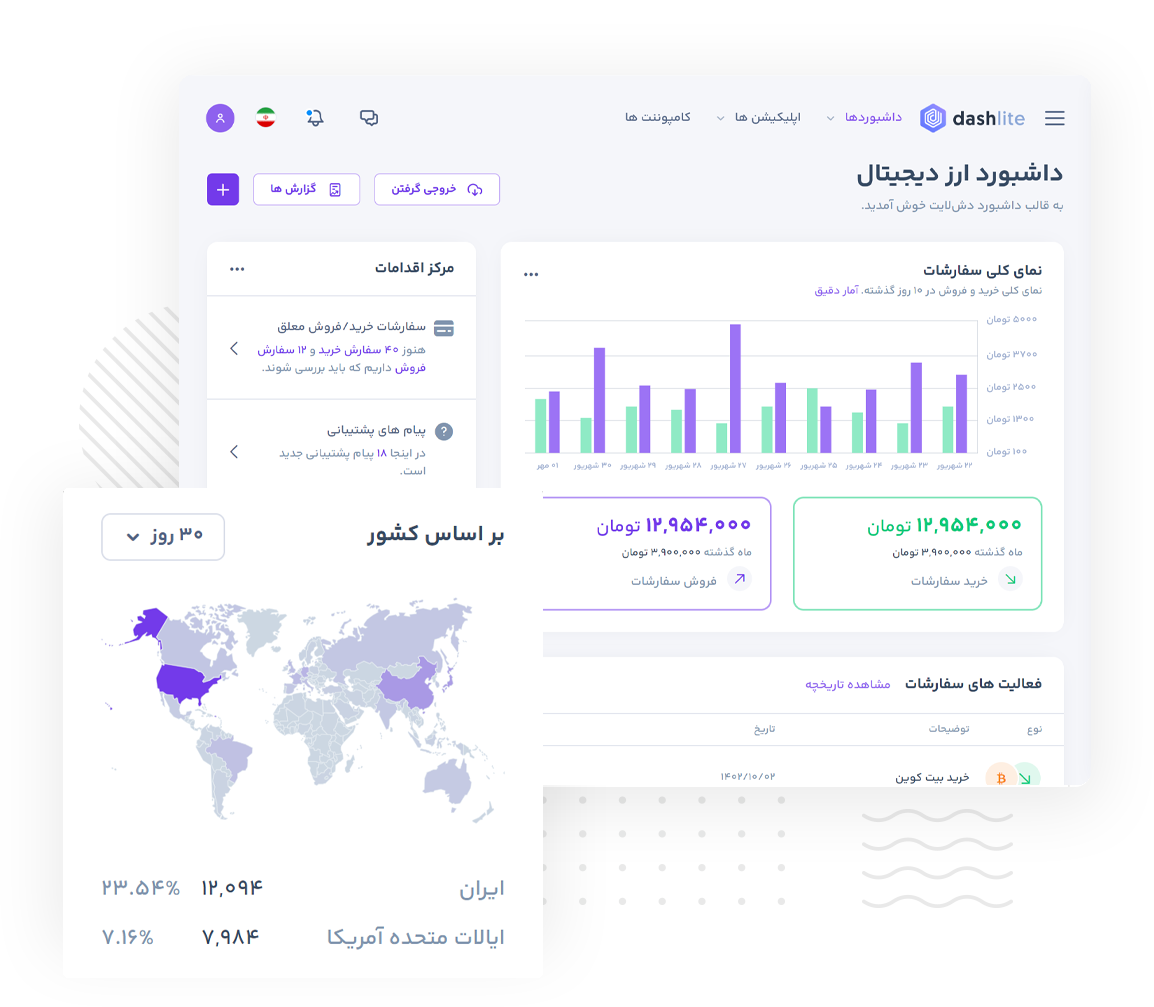 dashlite
داشبوردها
اپلیکیشن ها
کامپوننت ها
داشبورد ارز دیجیتال
به قالب داشبورد دش‌لایت خوش آمدید.
خروجی گرفتن
گزارش ها
نمای کلی سفارشات
نمای کلی خرید و فروش در ۱۰ روز گذشته. آمار دقیق
۵۰۰۰ تومان
۳۷۰۰ تومان
۲۵۰۰ تومان
۱۳۰۰ تومان
۱۰۰ تومان
۲۲ شهریور
۲۳ شهریور
۲۴ شهریور
۲۵ شهریور
۲۶ شهریور
۲۷ شهریور
۲۸ شهریور
۲۹ شهریور
۳۰ شهریور
۰۱ مهر
۱۲,۹۵۴,۰۰۰ تومان
ماه گذشته ۳,۹۰۰,۰۰۰ تومان
خرید سفارشات
۱۲,۹۵۴,۰۰۰ تومان
ماه گذشته ۳,۹۰۰,۰۰۰ تومان
فروش سفارشات
مرکز اقدامات
سفارشات خرید/فروش معلق
هنوز ۴۰ سفارش خرید و ۱۲ سفارش
فروش داریم که باید بررسی شوند.
پیام های پشتیبانی
در اینجا ۱۸ پیام پشتیبانی جدید
است.
فعالیت های سفارشات
مشاهده تاریخچه
نوع
توضیحات
تاریخ
خرید بیت کوین
۱۴۰۲/۱۰/۰۲
بر اساس کشور
۳۰ روز
ایران
۱۲,۰۹۴
۲۳.۵۴%
ایالات متحده آمریکا
۷,۹۸۴
۷.۱۶%